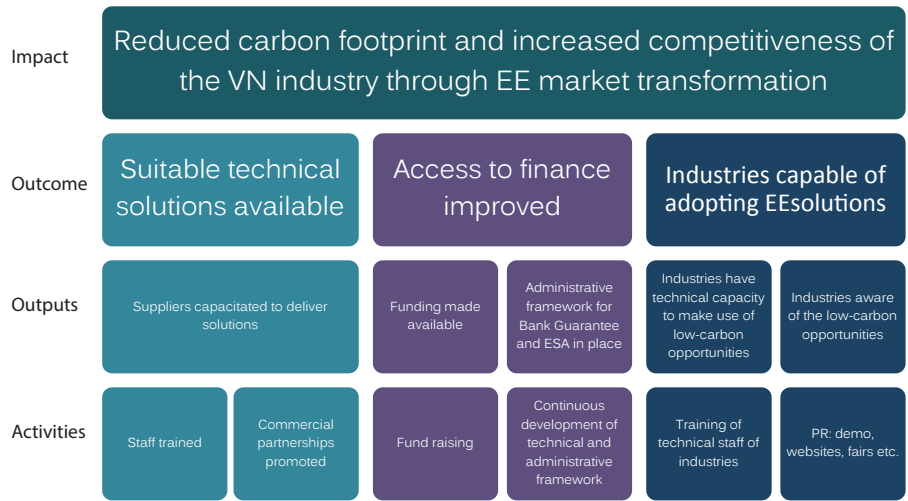 Impact
Reduced carbon footprint and increased competitiveness of
the VN industry through EE market transformation
Outcome
Suitable technical
solutions available
Access to finance
improved
Industries capable of
adopting EEsolutions
Outputs
Suppliers capacitated to deliver
solutions
Funding made
available
Administrative
framework for
Bank Guarantee
and ESA in place
Industries have
technical capacity
to make use of
low-carbon
opportunities
Industries aware
of the low-carbon
opportunities
Activities
Staff trained
Commercial
partnerships
promoted
Fund raising
Continuous
development of
technical and
administrative
framework
Training of
technical staff of
industries
PR: demo,
websites, fairs etc.